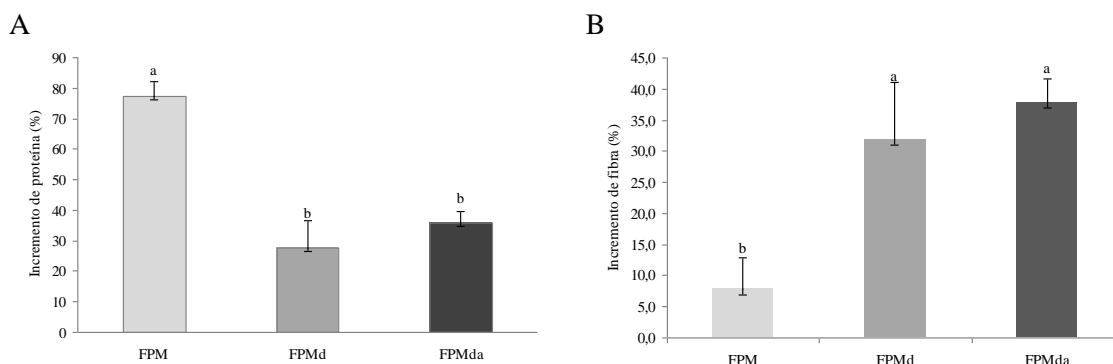 A
Incremento de proteína (%)
90
80
70
60
50
40
30
20
10
0
a
b
b
FPM
FPMd
FPMda
B
Incremento de fibra (%)
45,0
40,0
35,0
30,0
25,0
20,0
15,0
10,0
5,0
0,0
b
a
a
FPM
FPMd
FPMda